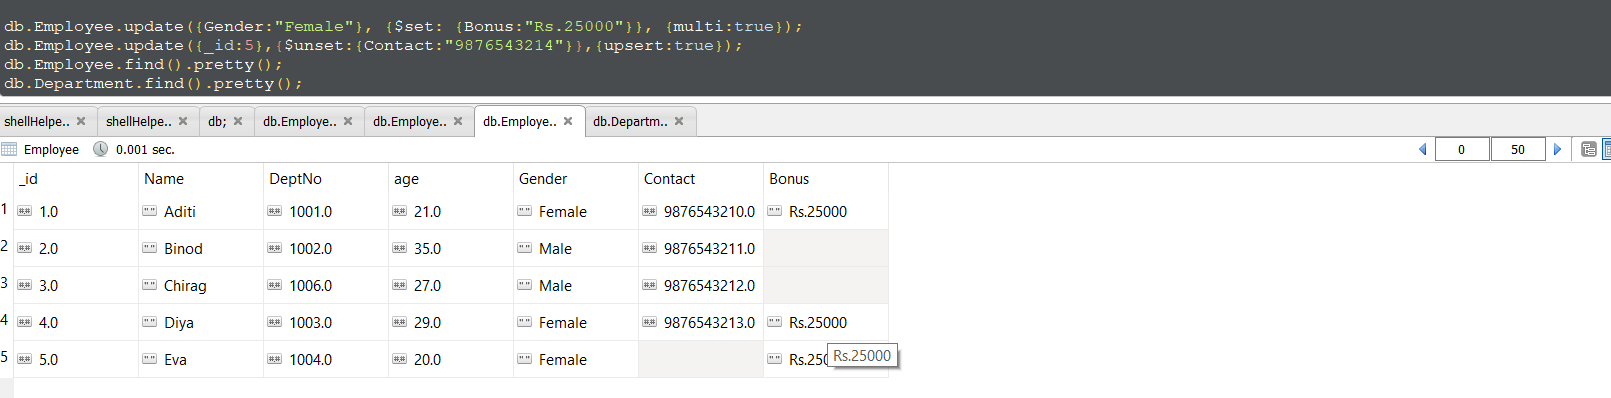 db.Employee.update({Gender:"Female"}, {$set: {Bonus:"Rs.25000"}}, {multi:true});
db.Employee.update({_id:5},{$unset:{Contact:"9876543214"}},{upsert:true});
db.Employee.find().pretty();
db.Department.find().pretty();
shellHelpe.. shellHelpe.. db; db.Employe.. db.Employe.. db.Employe.. db.Departm..
Employee 0.001 sec. 0 50
_id Name DeptNo age Gender Contact Bonus
1 1.0 Aditi 1001.0 21.0 Female 9876543210.0 Rs.25000
2 2.0 Binod 1002.0 35.0 Male 9876543211.0
3 3.0 Chirag 1006.0 27.0 Male 9876543212.0
4 4.0 Diya 1003.0 29.0 Female 9876543213.0 Rs.25000
5 5.0 Eva 1004.0 20.0 Female Rs.250
Rs.25000